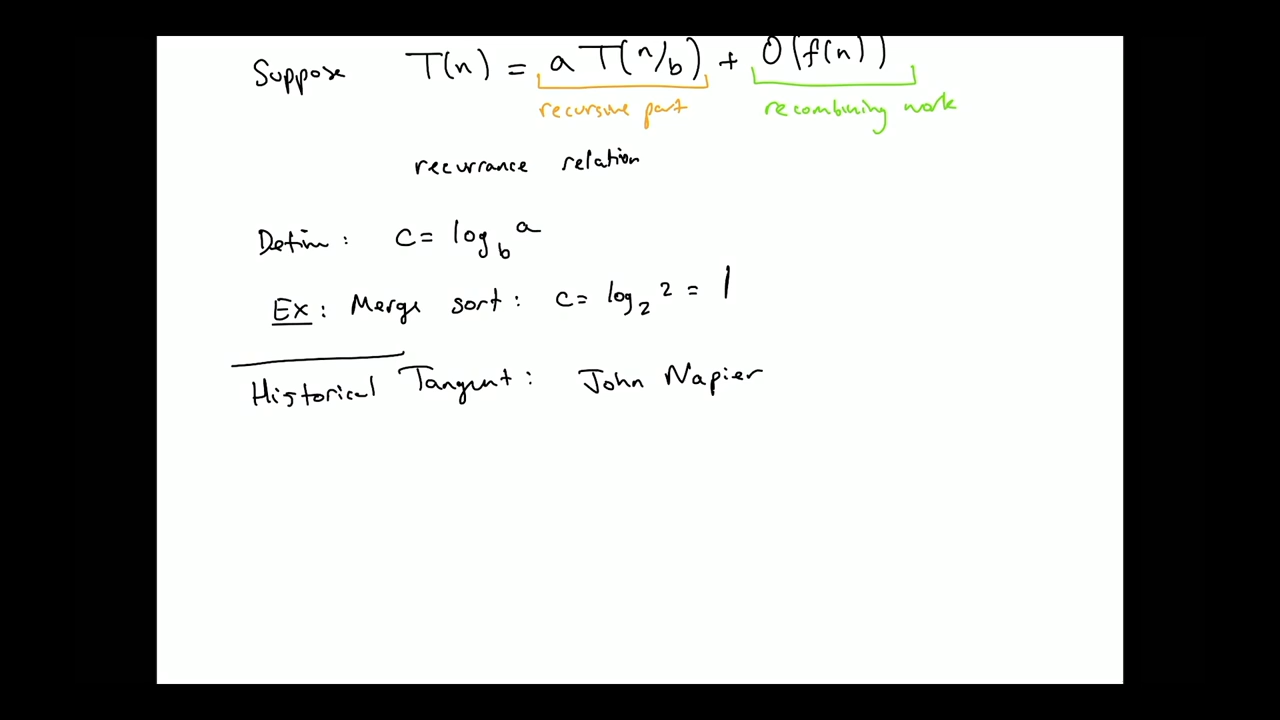 Suppose T(n) = a T(n/b) + O(f(n))
recursive part recombining work
recurrance relation
Define: c = log_b a
Ex: Merge sort: c = log_2 2 = 1
Historical Tangent: John Napier